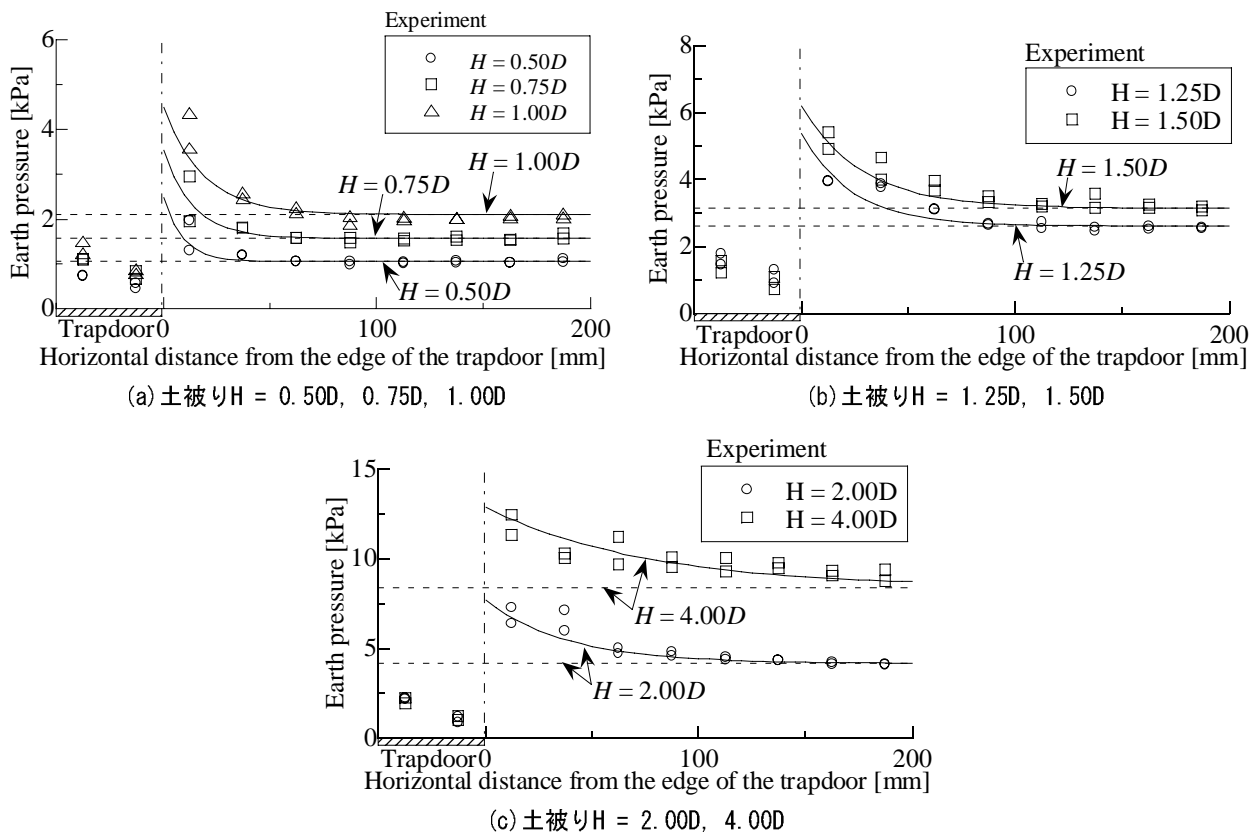 Experiment
H = 0.50D
H = 0.75D
H = 1.00D
Earth pressure [kPa]
6
4
2
0
H = 1.00D
H = 0.75D
H = 0.50D
Trapdoor
0
100
200
Horizontal distance from the edge of the trapdoor [mm]
(a)土被りH = 0.50D, 0.75D, 1.00D
Experiment
H = 1.25D
H = 1.50D
Earth pressure [kPa]
8
6
4
2
0
H = 1.50D
H = 1.25D
Trapdoor
0
100
200
Horizontal distance from the edge of the trapdoor [mm]
(b)土被りH = 1.25D, 1.50D
Experiment
H = 2.00D
H = 4.00D
Earth pressure [kPa]
15
10
5
0
H = 4.00D
H = 2.00D
Trapdoor
0
100
200
Horizontal distance from the edge of the trapdoor [mm]
(c)土被りH = 2.00D, 4.00D